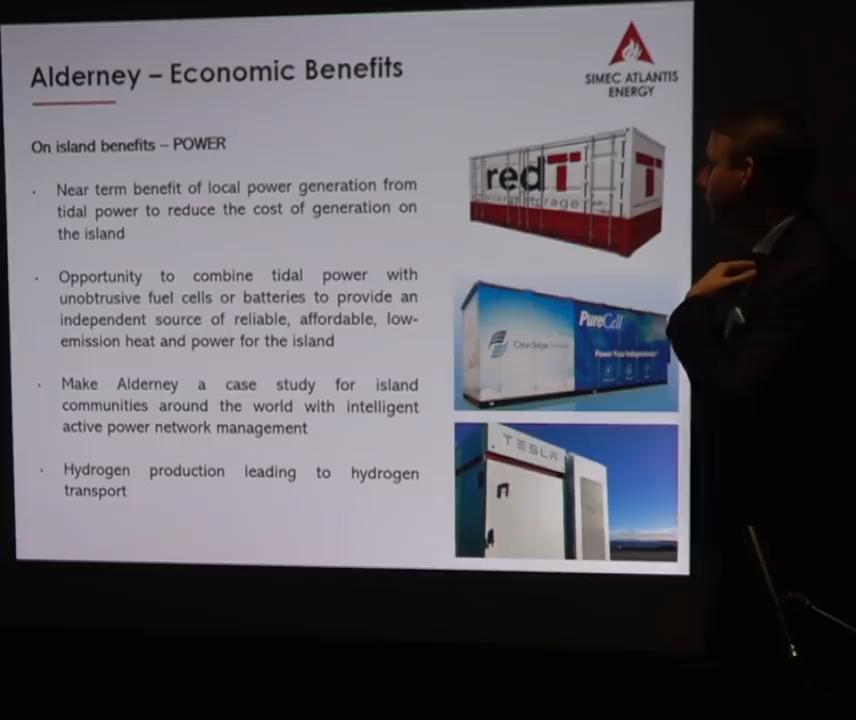 Alderney – Economic Benefits
SIMEC ATLANTIS
ENERGY
On island benefits – POWER
· Near term benefit of local power generation from
tidal power to reduce the cost of generation on
the island
· Opportunity to combine tidal power with
unobtrusive fuel cells or batteries to provide an
independent source of reliable, affordable, low-
emission heat and power for the island
· Make Alderney a case study for island
communities around the world with intelligent
active power network management
· Hydrogen production leading to hydrogen
transport
redT
T
PureCell
ClearEdge
Power Your Independence
TESLA